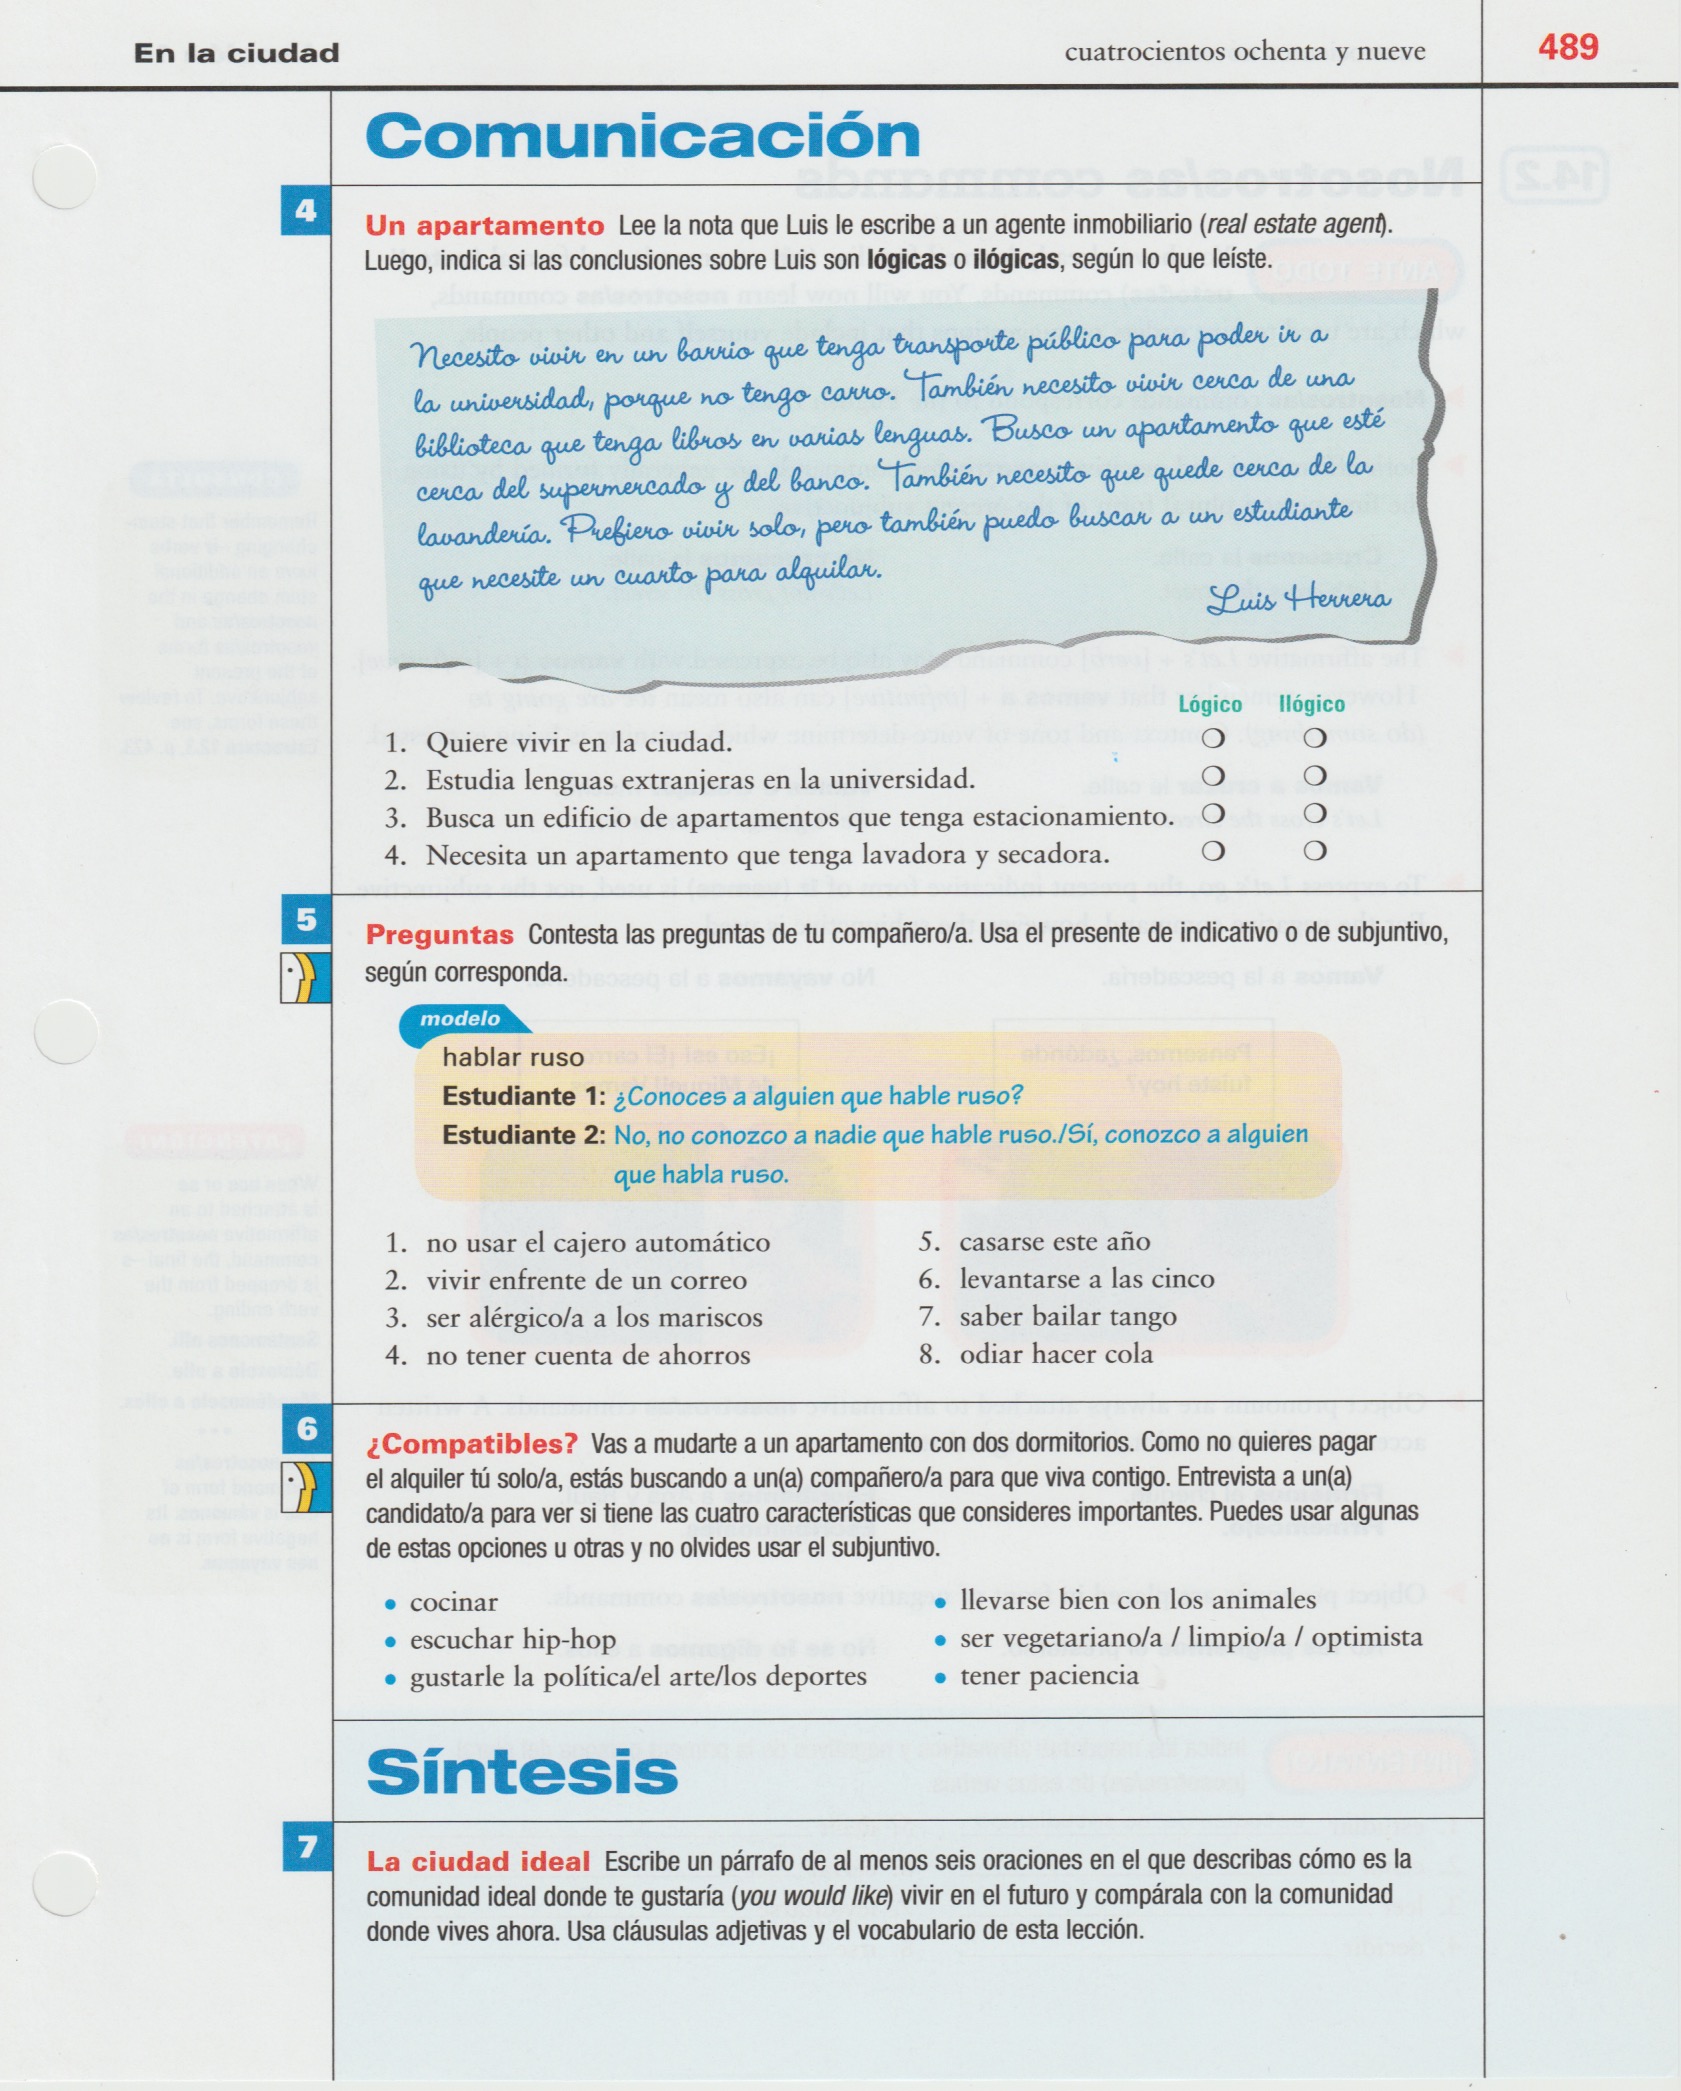 En la ciudad
cuatrocientos ochenta y nueve
489
Comunicación
4
Un apartamento Lee la nota que Luis le escribe a un agente inmobiliario (real estate agent).
Luego, indica si las conclusiones sobre Luis son lógicas o ilógicas, según lo que leíste.
Necesito vivir en un barrio que tenga transporte público para poder ir a
la universidad, porque no tengo carro. También necesito vivir cerca de una
biblioteca que tenga libros en varias lenguas. Busco un apartamento que esté
cerca del supermercado y del banco. También necesito que quede cerca de la
lavandería. Prefiero vivir solo, pero también puedo buscar a un estudiante
que necesite un cuarto para alquilar.
Luis Herrera
Lógico Ilógico
1. Quiere vivir en la ciudad.
2. Estudia lenguas extranjeras en la universidad.
3. Busca un edificio de apartamentos que tenga estacionamiento.
4. Necesita un apartamento que tenga lavadora y secadora.
5
Preguntas Contesta las preguntas de tu compañero/a. Usa el presente de indicativo o de subjuntivo,
según corresponda.
modelo
hablar ruso
Estudiante 1: ¿Conoces a alguien que hable ruso?
Estudiante 2: No, no conozco a nadie que hable ruso./Sí, conozco a alguien
que habla ruso.
1. no usar el cajero automático
2. vivir enfrente de un correo
3. ser alérgico/a a los mariscos
4. no tener cuenta de ahorros
5. casarse este año
6. levantarse a las cinco
7. saber bailar tango
8. odiar hacer cola
6
¿Compatibles? Vas a mudarte a un apartamento con dos dormitorios. Como no quieres pagar
el alquiler tú solo/a, estás buscando a un(a) compañero/a para que viva contigo. Entrevista a un(a)
candidato/a para ver si tiene las cuatro características que consideres importantes. Puedes usar algunas
de estas opciones u otras y no olvides usar el subjuntivo.
• cocinar
• escuchar hip-hop
• gustarle la política/el arte/los deportes
• llevarse bien con los animales
• ser vegetariano/a / limpio/a / optimista
• tener paciencia
Síntesis
7
La ciudad ideal Escribe un párrafo de al menos seis oraciones en el que describas cómo es la
comunidad ideal donde te gustaría (you would like) vivir en el futuro y compárala con la comunidad
donde vives ahora. Usa cláusulas adjetivas y el vocabulario de esta lección.